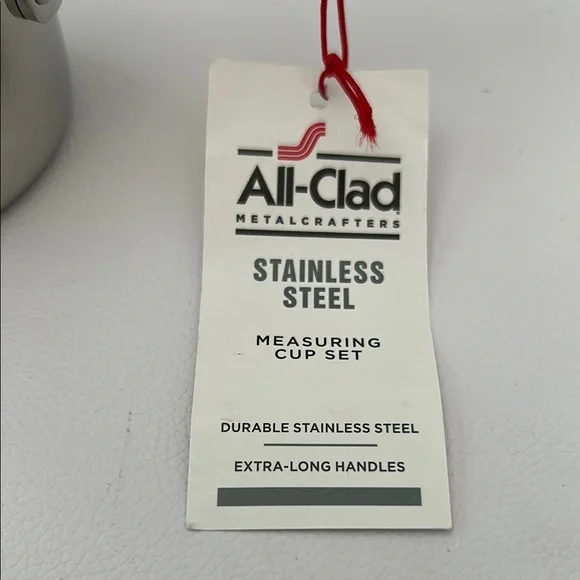 All-Clad
METALCRAFTERS
STAINLESS
STEEL
MEASURING
CUP SET
DURABLE STAINLESS STEEL
EXTRA-LONG HANDLES